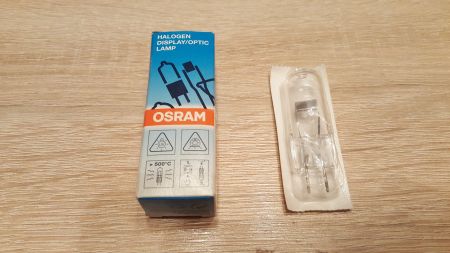 HALOGEN
DISPLAY/OPTIC
LAMP
OSRAM
> 500°C